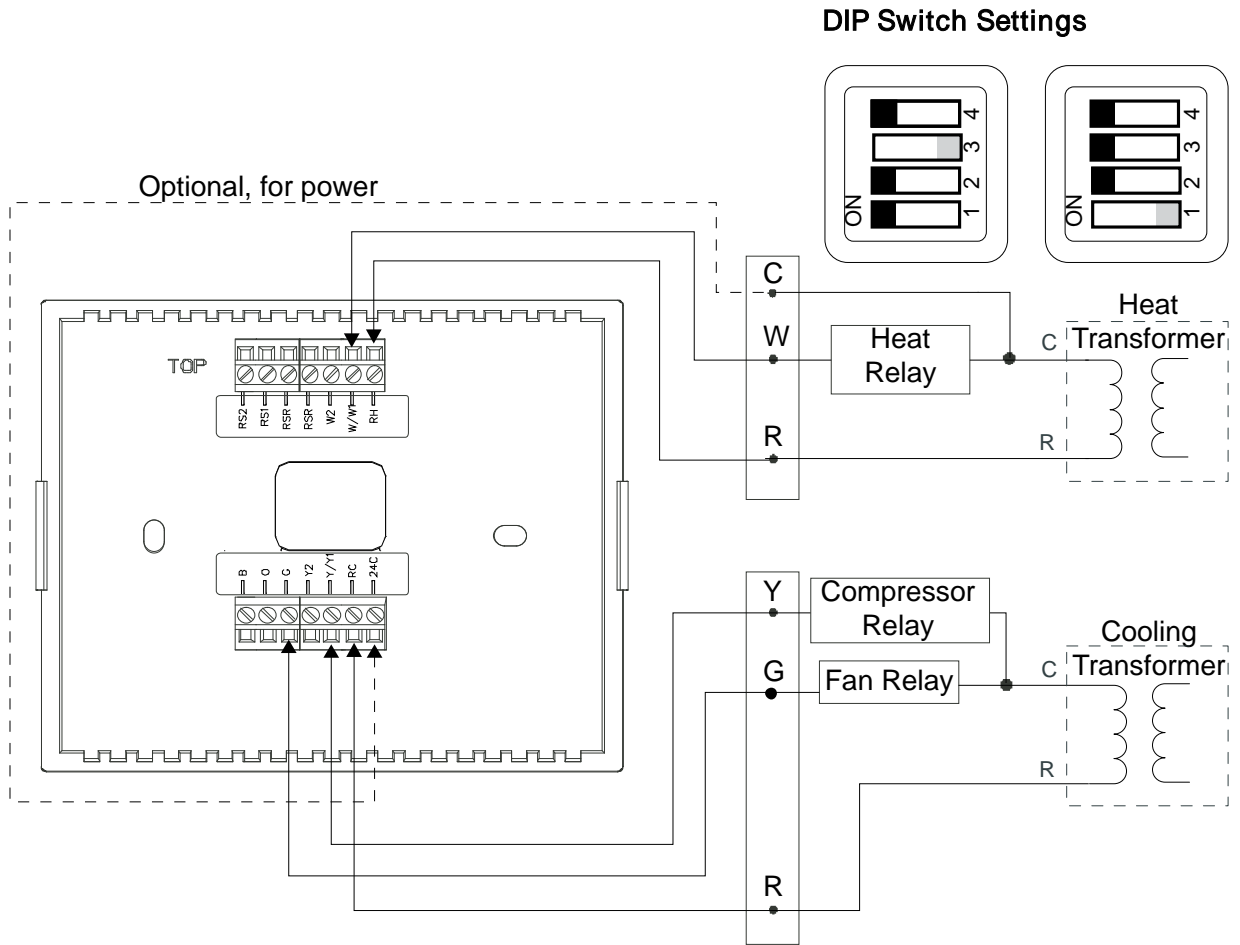 DIP Switch Settings
4
3
2
1
ON
4
3
2
1
ON
Optional, for power
C
W
R
Heat
Relay
Heat
Transformer
C
R
TOP
RS2
RS1
RSR
RSR
W2
W/W1
RH
B
O
G
Y2
Y/Y1
RC
24C
Y
G
R
Compressor
Relay
Fan Relay
Cooling
Transformer
C
R